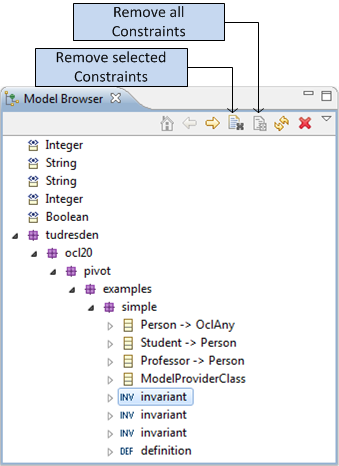 Remove all
Constraints
Remove selected
Constraints
Model Browser
Integer
String
String
Integer
Boolean
tudresden
ocl20
pivot
examples
simple
Person -> OclAny
Student -> Person
Professor -> Person
ModelProviderClass
INV invariant
INV invariant
INV invariant
DEF definition